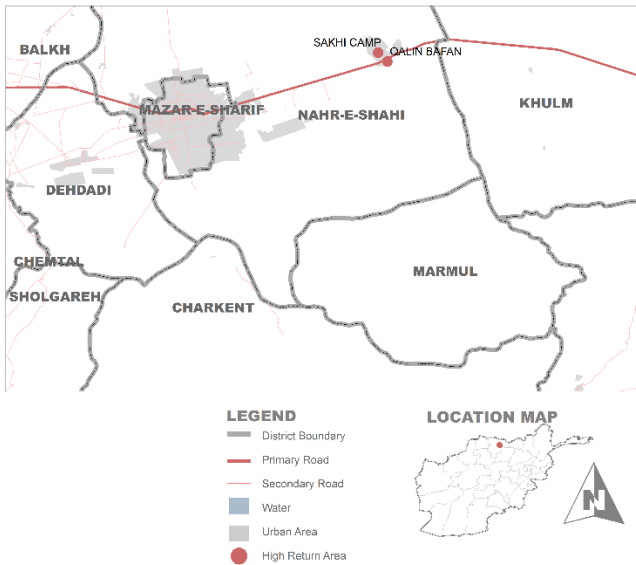 BALKH
SAKHI CAMP
QALIN BAFAN
MAZAR-E-SHARIF
NAHR-E-SHAHI
KHULM
DEHDADI
CHEMTAL
MARMUL
SHOLGAREH
CHARKENT
LEGEND
District Boundary
Primary Road
Secondary Road
Water
Urban Area
High Return Area
LOCATION MAP
N